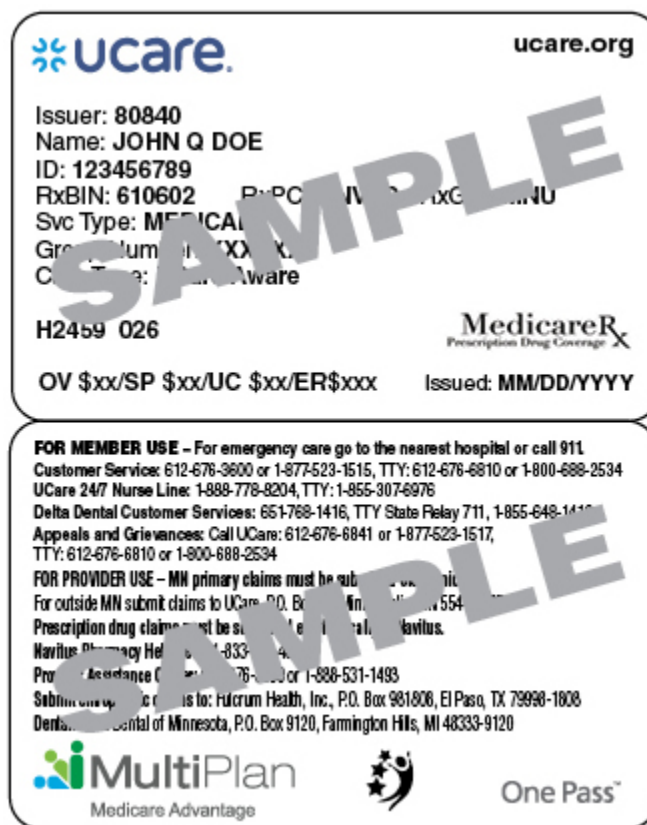 ucare.
ucare.org
Issuer: 80840
Name: JOHN Q DOE
ID: 123456789
RxBIN: 610602
Svc Type: MEDICAL
Aware
SAMPLE
H2459 026
MedicareRx
Prescription Drug Coverage
OV $xx/SP $xx/UC $xx/ER$xxx Issued: MM/DD/YYYY
FOR MEMBER USE – For emergency care go to the nearest hospital or call 911.
Customer Service: 612-676-3600 or 1-877-523-1515, TTY: 612-676-6810 or 1-800-688-2534
UCare 24/7 Nurse Line: 1-888-778-8204, TTY: 1-855-307-6976
Delta Dental Customer Services: 651-768-1416, TTY State Relay 711,
Appeals and Grievances: Call UCare: 612-676-6841 or 1-877-523-1517,
TTY: 612-676-6810 or 1-800-688-2534
FOR PROVIDER USE – MN primary claims must be
For outside MN submit claims to UCare, P.O.
Prescription drug claims must be Navitus.
Navitus Pharmacy
or 1-888-531-1493
to: Fulcrum Health, Inc., P.O. Box 981808, El Paso, TX 79998-1808
of Minnesota, P.O. Box 9120, Farmington Hills, MI 48333-9120
SAMPLE
MultiPlan
Medicare Advantage
One Pass™